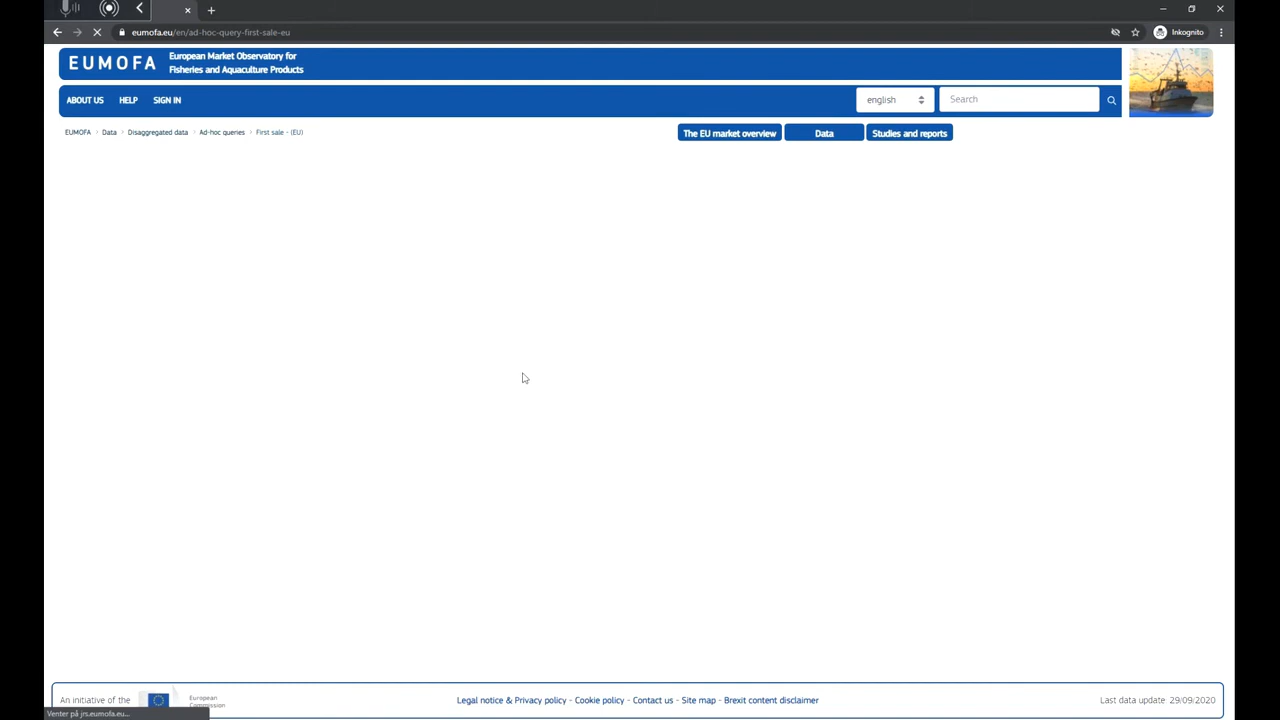 eumofa.eu/en/ad-hoc-query-first-sale-eu
Inkognito
EUMOFA
European Market Observatory for
Fisheries and Aquaculture Products
ABOUT US HELP SIGN IN
english
Search
EUMOFA > Data > Disaggregated data > Ad-hoc queries > First sale - (EU)
The EU market overview
Data
Studies and reports
An initiative of the
European
Commission
Legal notice & Privacy policy - Cookie policy - Contact us - Site map - Brexit content disclaimer
Last data update 29/09/2020
Venter på jrs.eumofa.eu...